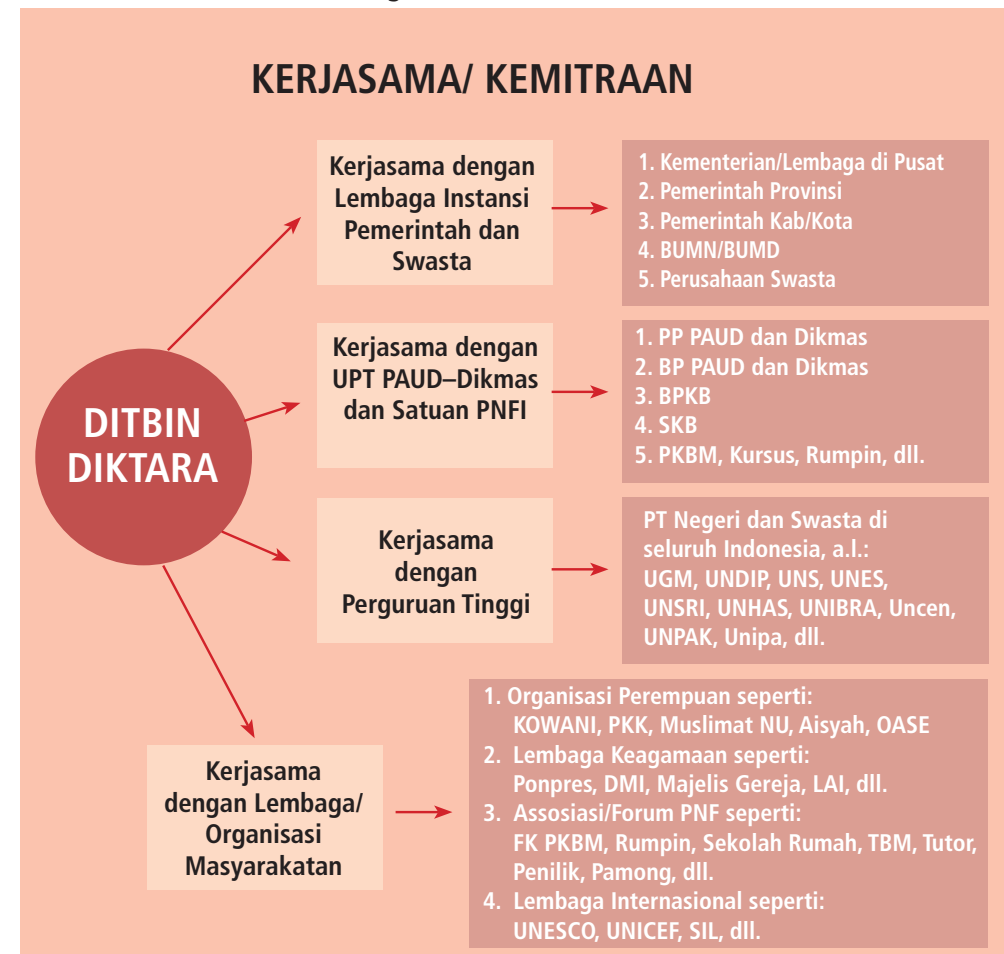 KERJASAMA/ KEMITRAAN
DITBIN
DIKTARA
Kerjasama dengan
Lembaga Instansi
Pemerintah dan
Swasta
1. Kementerian/Lembaga di Pusat
2. Pemerintah Provinsi
3. Pemerintah Kab/Kota
4. BUMN/BUMD
5. Perusahaan Swasta
Kerjasama dengan
UPT PAUD–Dikmas
dan Satuan PNFI
1. PP PAUD dan Dikmas
2. BP PAUD dan Dikmas
3. BPKB
4. SKB
5. PKBM, Kursus, Rumpin, dll.
Kerjasama
dengan
Perguruan Tinggi
PT Negeri dan Swasta di
seluruh Indonesia, a.l.:
UGM, UNDIP, UNS, UNES,
UNSRI, UNHAS, UNIBRA, Uncen,
UNPAK, Unipa, dll.
Kerjasama
dengan Lembaga/
Organisasi
Masyarakatan
1. Organisasi Perempuan seperti:
KOWANI, PKK, Muslimat NU, Aisyah, OASE
2. Lembaga Keagamaan seperti:
Ponpres, DMI, Majelis Gereja, LAI, dll.
3. Assosiasi/Forum PNF seperti:
FK PKBM, Rumpin, Sekolah Rumah, TBM, Tutor,
Penilik, Pamong, dll.
4. Lembaga Internasional seperti:
UNESCO, UNICEF, SIL, dll.